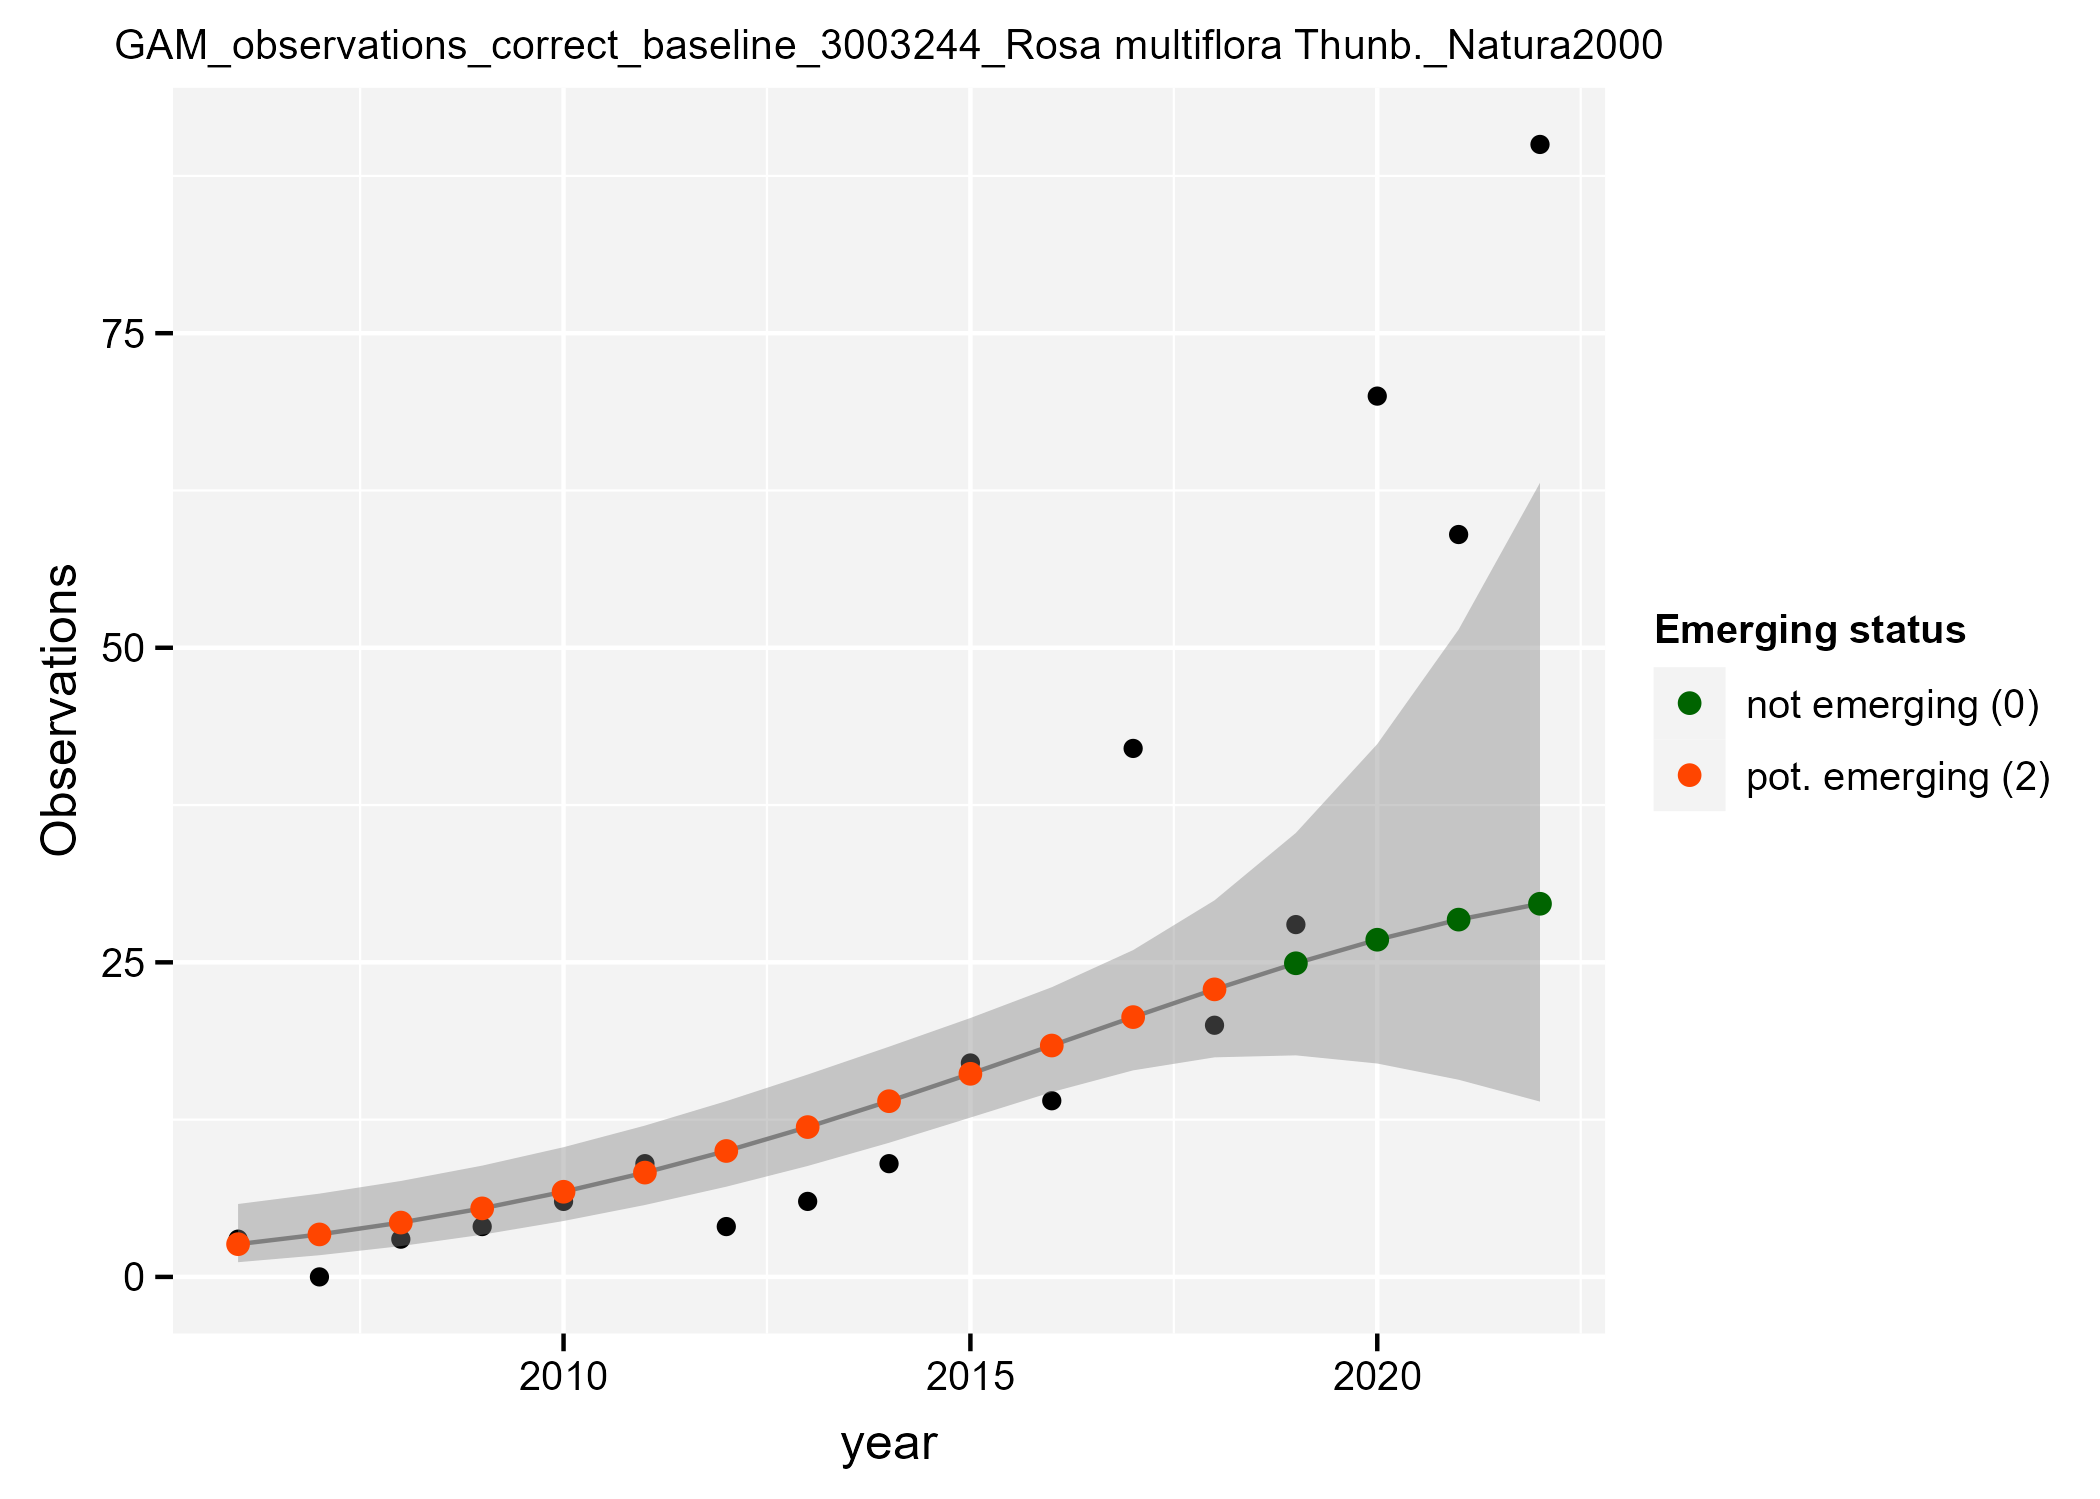 GAM_observations_correct_baseline_3003244_Rosa multiflora Thunb._Natura2000
75
50
25
0
Observations
2010
2015
2020
year
Emerging status
not emerging (0)
pot. emerging (2)